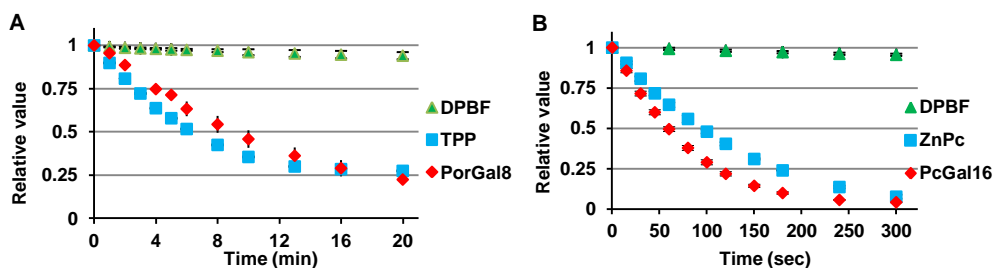 A
Relative value
1
0.75
0.5
0.25
0
0
4
8
12
16
20
Time (min)
DPBF
TPP
PorGal8
B
Relative value
1
0.75
0.5
0.25
0
0
50
100
150
200
250
300
Time (sec)
DPBF
ZnPc
PcGal16